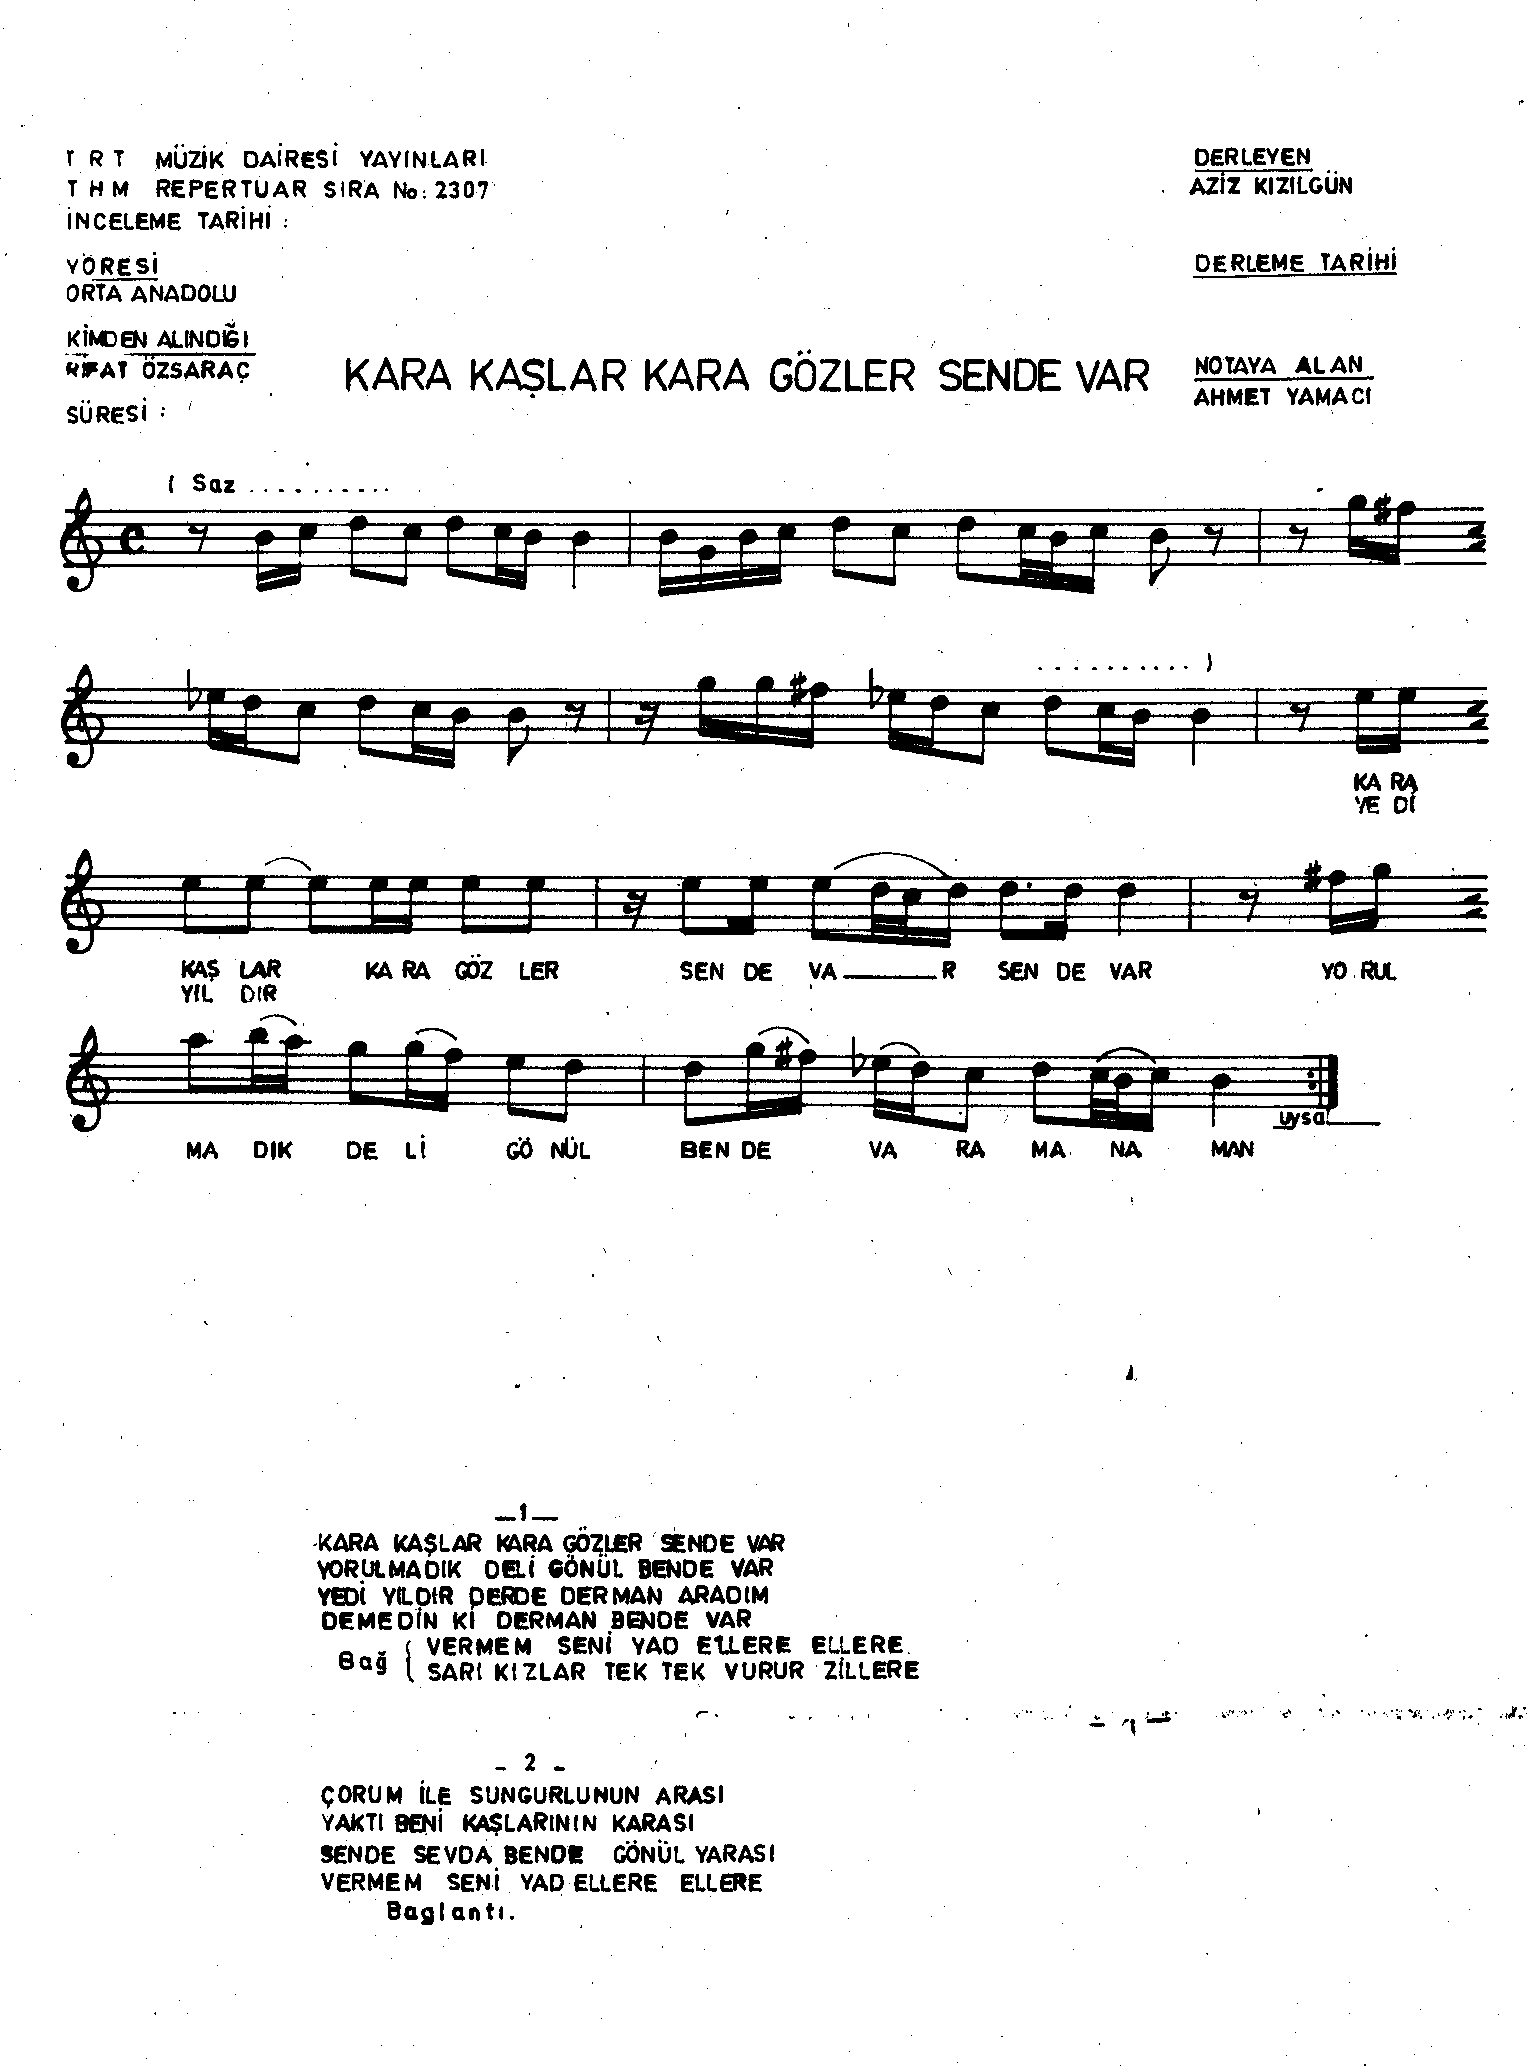 TRT MÜZİK DAİRESİ YAYINLARI
THM REPERTUAR SIRA No: 2307
İNCELEME TARİHİ :
YÖRESİ
ORTA ANADOLU
KİMDEN ALINDIĞI
RIFAT ÖZSARAÇ
SÜRESİ :
DERLEYEN
AZİZ KIZILGÜN
DERLEME TARİHİ
NOTAYA ALAN
AHMET YAMACI
KARA KAŞLAR KARA GÖZLER SENDE VAR
( Saz ..........
.......... )
KA RA
YE Dİ
KAŞ LAR KA RA GÖZ LER SEN DE VA____R SEN DE VAR YO RUL
YIL DIR
MA DIK DE Lİ GÖ NÜL BEN DE VA RA MA NA MAN
uysal
_1_
KARA KAŞLAR KARA GÖZLER SENDE VAR
YORULMADIK DELİ GÖNÜL BENDE VAR
YEDİ YILDIR DERDE DERMAN ARADIM
DEMEDİN Kİ DERMAN BENDE VAR
Bağ ( VERMEM SENİ YAD ELLERE ELLERE
SARI KIZLAR TEK TEK VURUR ZİLLERE
_ 2 _
ÇORUM İLE SUNGURLUNUN ARASI
YAKTI BENİ KAŞLARININ KARASI
SENDE SEVDA BENDE GÖNÜL YARASI
VERMEM SENİ YAD ELLERE ELLERE
Baglantı.